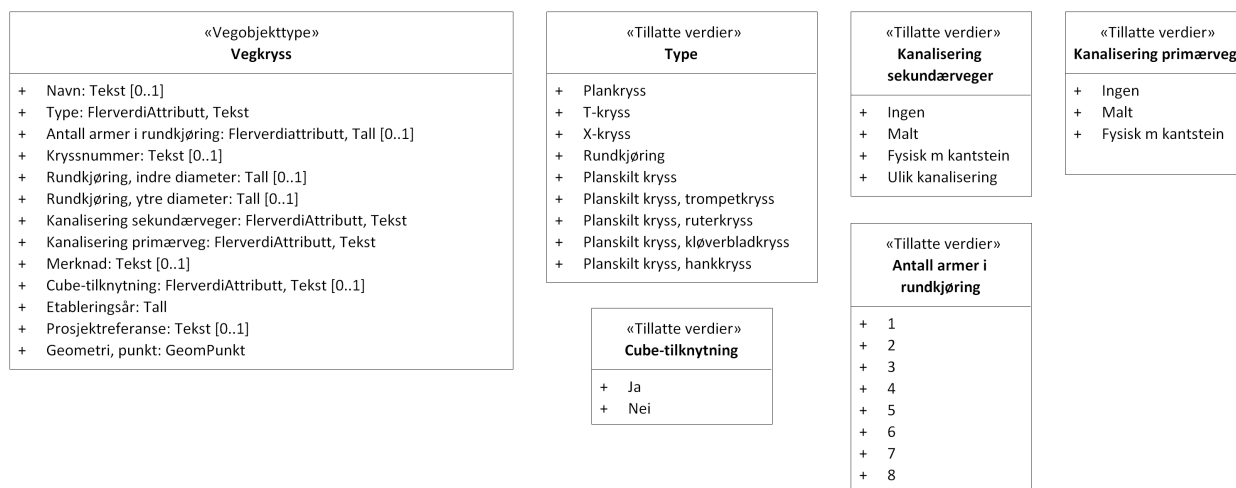 «Vegobjekttype»
Vegkryss
+ Navn: Tekst [0..1]
+ Type: FlerverdiAttributt, Tekst
+ Antall armer i rundkjøring: Flerverdiattributt, Tall [0..1]
+ Kryssnummer: Tekst [0..1]
+ Rundkjøring, indre diameter: Tall [0..1]
+ Rundkjøring, ytre diameter: Tall [0..1]
+ Kanalisering sekundærveger: FlerverdiAttributt, Tekst
+ Kanalisering primærveg: FlerverdiAttributt, Tekst
+ Merknad: Tekst [0..1]
+ Cube-tilknytning: FlerverdiAttributt, Tekst [0..1]
+ Etableringsår: Tall
+ Prosjektreferanse: Tekst [0..1]
+ Geometri, punkt: GeomPunkt
«Tillatte verdier»
Type
+ Plankryss
+ T-kryss
+ X-kryss
+ Rundkjøring
+ Planskilt kryss
+ Planskilt kryss, trompetkryss
+ Planskilt kryss, ruterkryss
+ Planskilt kryss, kløverbladkryss
+ Planskilt kryss, hankkryss
«Tillatte verdier»
Cube-tilknytning
+ Ja
+ Nei
«Tillatte verdier»
Kanalisering
sekundærveger
+ Ingen
+ Malt
+ Fysisk m kantstein
+ Ulik kanalisering
«Tillatte verdier»
Antall armer i
rundkjøring
+ 1
+ 2
+ 3
+ 4
+ 5
+ 6
+ 7
+ 8
«Tillatte verdier»
Kanalisering primærveg
+ Ingen
+ Malt
+ Fysisk m kantstein